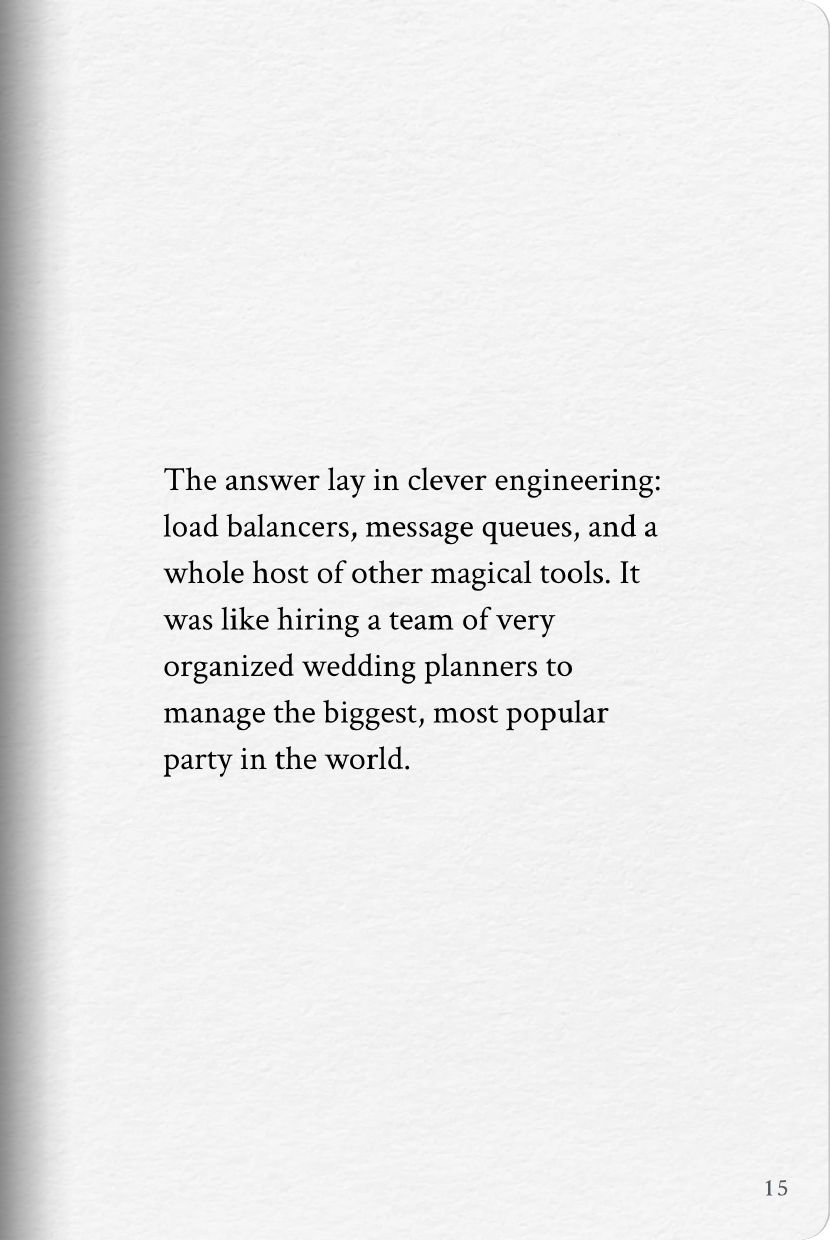 The answer lay in clever engineering:
load balancers, message queues, and a
whole host of other magical tools. It
was like hiring a team of very
organized wedding planners to
manage the biggest, most popular
party in the world.
15